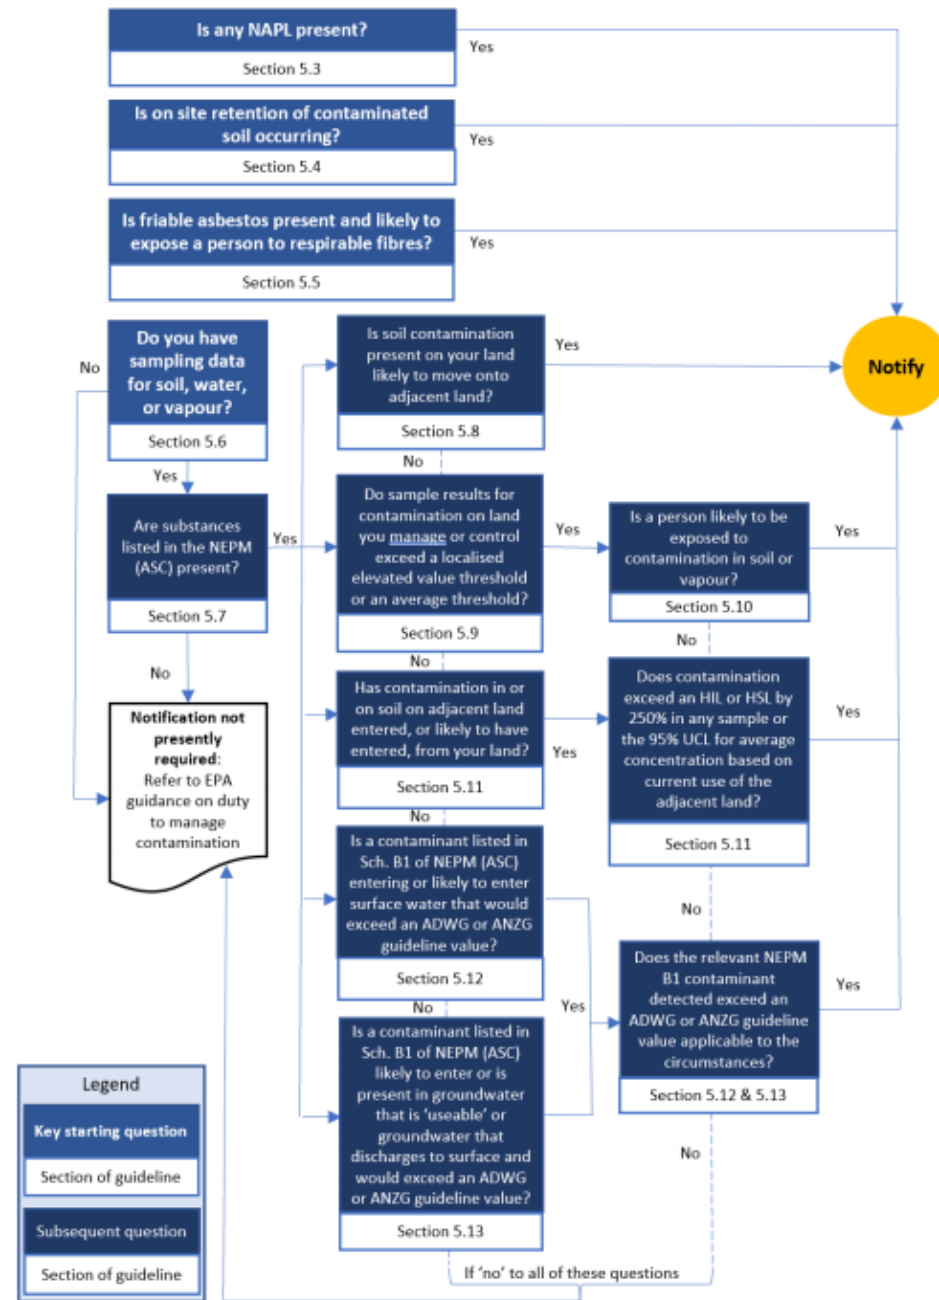 Is any NAPL present?
Yes
Section 5.3
Is on site retention of contaminated
soil occurring?
Yes
Section 5.4
Is friable asbestos present and likely to
expose a person to respirable fibres?
Yes
Section 5.5
Do you have
sampling data
for soil, water,
or vapour?
No
Section 5.6
Yes
Is soil contamination
present on your land
likely to move onto
adjacent land?
Yes
Section 5.8
No
Notify
Are substances
listed in the NEPM
(ASC) present?
Yes
Section 5.7
No
Do sample results for
contamination on land
you manage or control
exceed a localised
elevated value threshold
or an average threshold?
Yes
Section 5.9
No
Is a person likely to be
exposed to
contamination in soil or
vapour?
Yes
Section 5.10
No
Notification not
presently
required:
Refer to EPA
guidance on duty
to manage
contamination
Has contamination in or
on soil on adjacent land
entered, or likely to have
entered, from your land?
Yes
Section 5.11
No
Does contamination
exceed an HIL or HSL by
250% in any sample or
the 95% UCL for average
concentration based on
current use of the
adjacent land?
Yes
Section 5.11
No
Is a contaminant listed in
Sch. B1 of NEPM (ASC)
entering or likely to enter
surface water that would
exceed an ADWG or ANZG
guideline value?
Section 5.12
No
Yes
Does the relevant NEPM
B1 contaminant
detected exceed an
ADWG or ANZG guideline
value applicable to the
circumstances?
Yes
Section 5.12 & 5.13
No
Is a contaminant listed in
Sch. B1 of NEPM (ASC)
likely to enter or is
present in groundwater
that is 'useable' or
groundwater that
discharges to surface and
would exceed an ADWG
or ANZG guideline value?
Section 5.13
If 'no' to all of these questions
Legend
Key starting question
Section of guideline
Subsequent question
Section of guideline